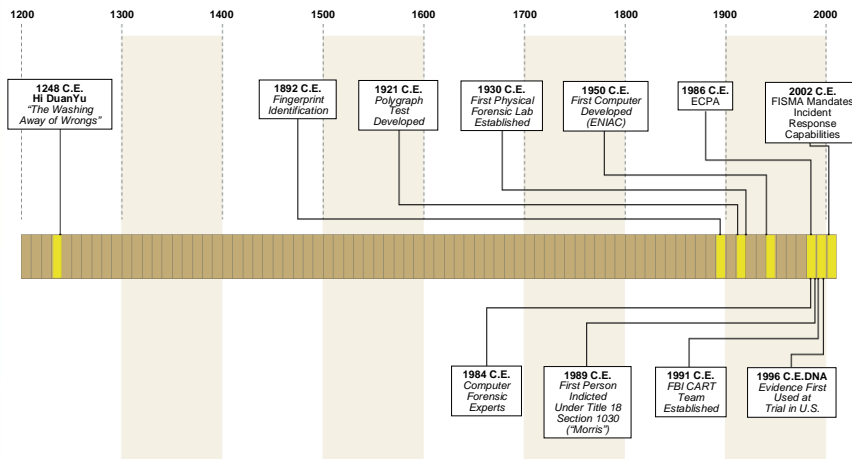 1200 1300 1400 1500 1600 1700 1800 1900 2000
1248 C.E.
Hi DuanYu
“The Washing
Away of Wrongs”
1892 C.E.
Fingerprint
Identification
1921 C.E.
Polygraph
Test
Developed
1930 C.E.
First Physical
Forensic Lab
Established
1950 C.E.
First Computer
Developed
(ENIAC)
1986 C.E.
ECPA
2002 C.E.
FISMA Mandates
Incident
Response
Capabilities
1984 C.E.
Computer
Forensic
Experts
1989 C.E.
First Person
Indicted
Under Title 18
Section 1030
(“Morris”)
1991 C.E.
FBI CART
Team
Established
1996 C.E.DNA
Evidence First
Used at
Trial in U.S.